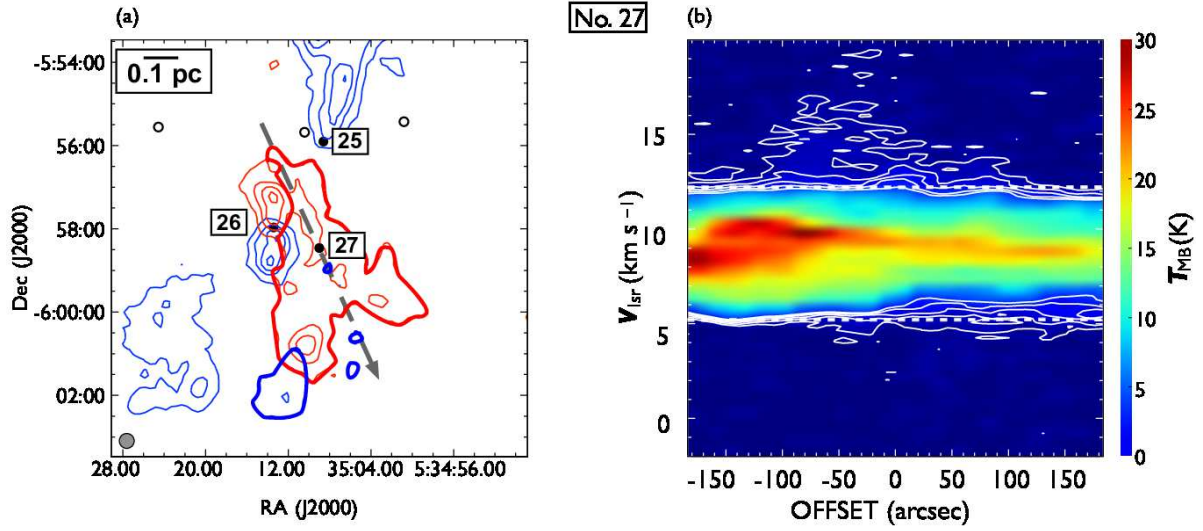 (a)
No. 27
(b)
0.1 pc
25
26
27
-5:54:00
56:00
58:00
-6:00:00
02:00
Dec (J2000)
28.00 20.00 12.00 35:04.00 5:34:56.00
RA (J2000)
15
10
5
0
Vlsr (km s⁻¹)
-150 -100 -50 0 50 100 150
OFFSET (arcsec)
30
25
20
15
10
5
0
TMB(K)